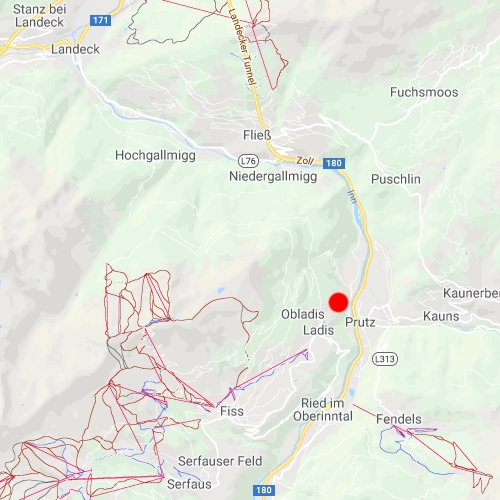 Stanz bei
Landeck
171
Landeck
Landecker Tunnel
Fuchsmoos
Fließ
Hochgallmigg
L76
Zoll
180
Niedergallmigg
Puschlin
Inn
Kaunerber
Obladis
Ladis
Prutz
Kauns
L313
Ried im
Oberinntal
Fiss
Fendels
Serfauser Feld
Serfaus
180